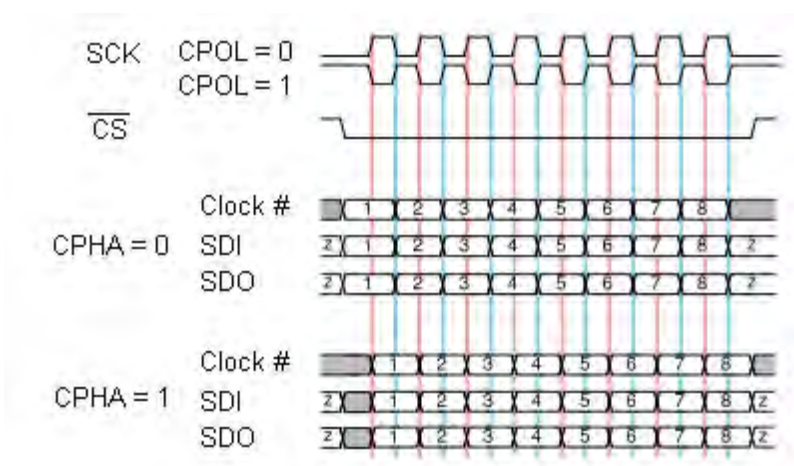 SCK CPOL = 0
CPOL = 1
CS
Clock # 1 2 3 4 5 6 7 8
CPHA = 0 SDI z 1 2 3 4 5 6 7 8 z
SDO z 1 2 3 4 5 6 7 8 z
Clock # 1 2 3 4 5 6 7 8
CPHA = 1 SDI z 1 2 3 4 5 6 7 8 z
SDO z 1 2 3 4 5 6 7 8 z